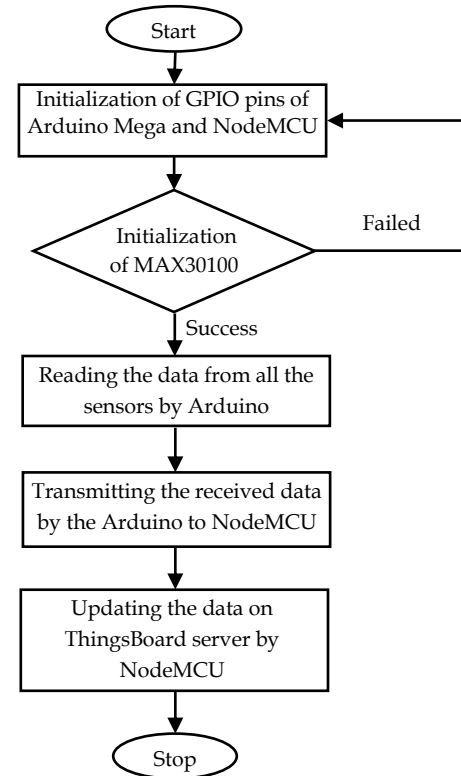 Start
Initialization of GPIO pins of
Arduino Mega and NodeMCU
Initialization
of MAX30100
Failed
Success
Reading the data from all the
sensors by Arduino
Transmitting the received data
by the Arduino to NodeMCU
Updating the data on
ThingsBoard server by
NodeMCU
Stop